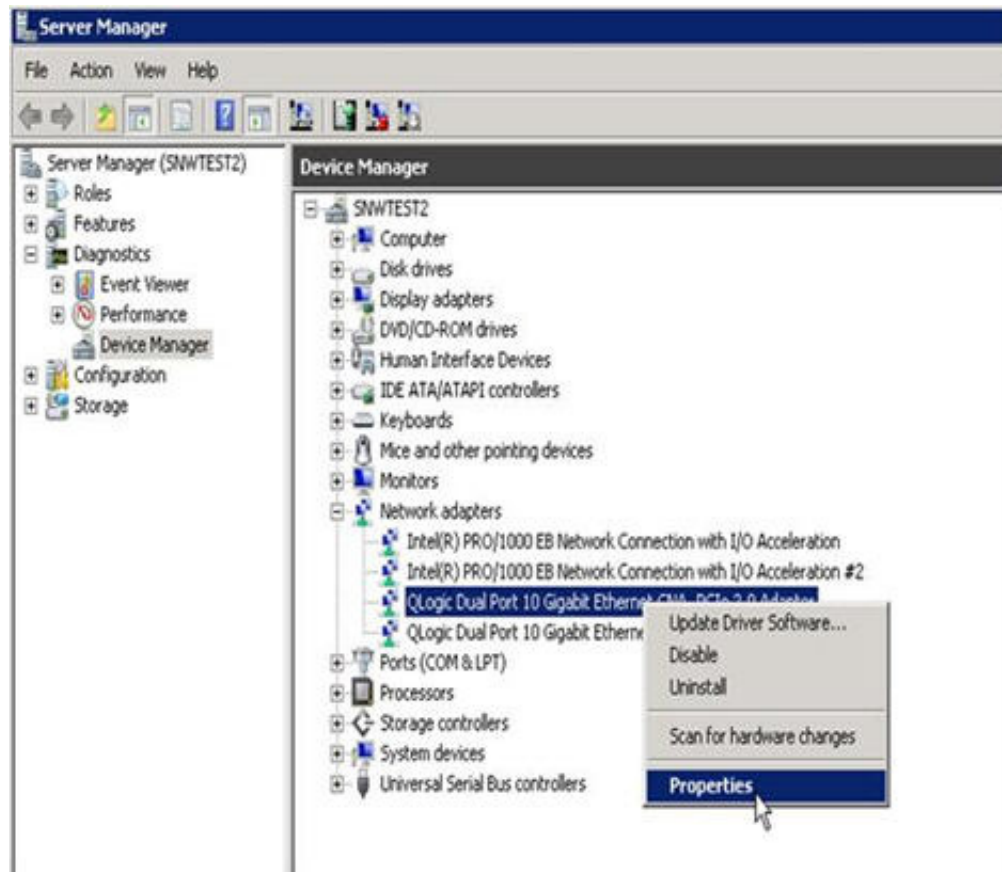 Server Manager
File Action View Help
Server Manager (SNWTEST2)
Roles
Features
Diagnostics
Event Viewer
Performance
Device Manager
Configuration
Storage
Device Manager
SNWTEST2
Computer
Disk drives
Display adapters
DVD/CD-ROM drives
Human Interface Devices
IDE ATA/ATAPI controllers
Keyboards
Mice and other pointing devices
Monitors
Network adapters
Intel(R) PRO/1000 EB Network Connection with I/O Acceleration
Intel(R) PRO/1000 EB Network Connection with I/O Acceleration #2
QLogic Dual Port 10 Gigabit Ethernet CNA, PCIe 2.0 Adapter
QLogic Dual Port 10 Gigabit Etherne
Ports (COM & LPT)
Processors
Storage controllers
System devices
Universal Serial Bus controllers
Update Driver Software...
Disable
Uninstall
Scan for hardware changes
Properties